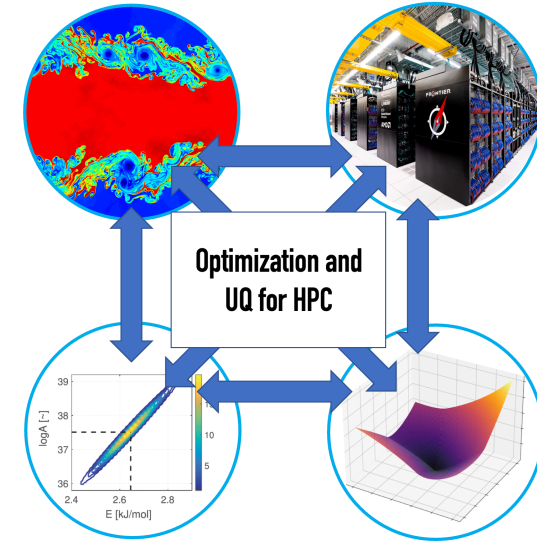 FRONTIER
AMD
Optimization and
UQ for HPC
logA [~]
39
38
37
36
2.4
2.6
2.8
E [kJ/mol]
10
5